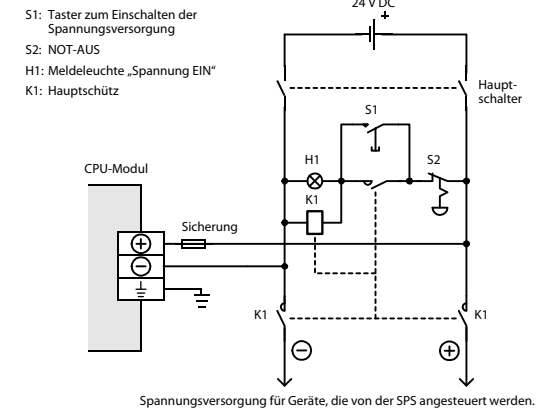 24 V DC
+
S1: Taster zum Einschalten der
Spannungsversorgung
S2: NOT-AUS
H1: Meldeleuchte „Spannung EIN“
K1: Hauptschütz
Haupt-
schalter
S1
H1
S2
K1
CPU-Modul
Sicherung
+
−
K1
K1
−
+
Spannungsversorgung für Geräte, die von der SPS angesteuert werden.